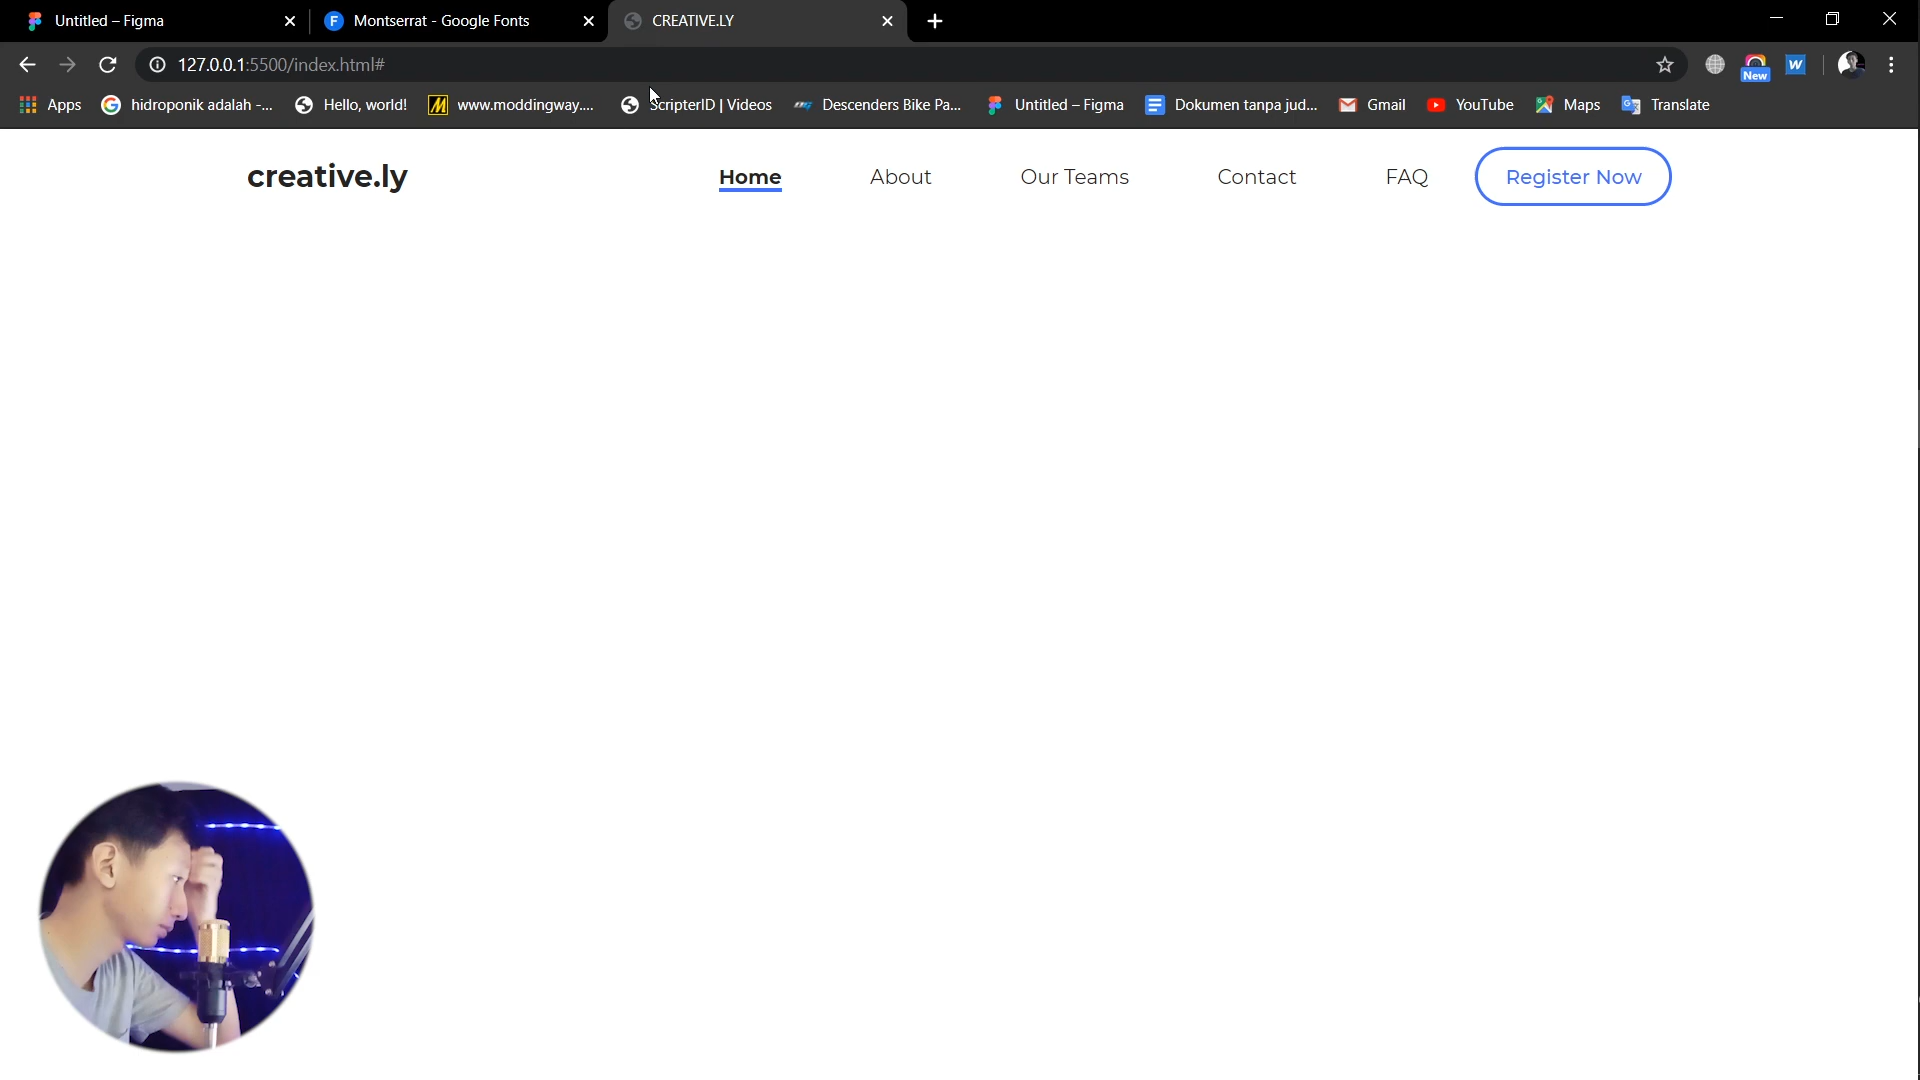 Untitled – Figma
Montserrat - Google Fonts
CREATIVE.LY
127.0.0.1:5500/index.html#
New
W
Apps
hidroponik adalah -...
Hello, world!
www.moddingway....
ScripterID | Videos
Descenders Bike Pa...
Untitled – Figma
Dokumen tanpa jud...
Gmail
YouTube
Maps
Translate
creative.ly
Home
About
Our Teams
Contact
FAQ
Register Now